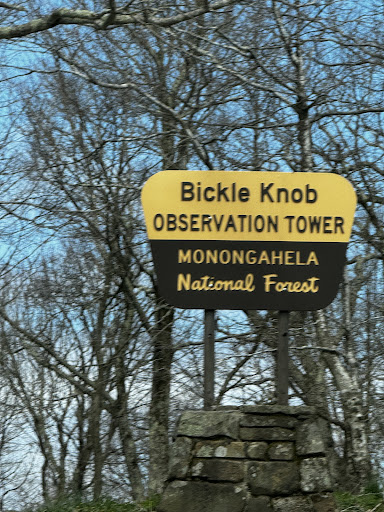 Bickle Knob
OBSERVATION TOWER
MONONGAHELA
National Forest